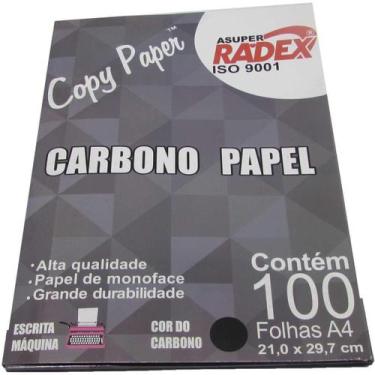 Copy Paper™
ASUPER
RADEX®
ISO 9001
CARBONO PAPEL
• Alta qualidade
• Papel de monoface
• Grande durabilidade
Contém
100
Folhas A4
21,0 x 29,7 cm
ESCRITA
MÁQUINA
COR DO
CARBONO